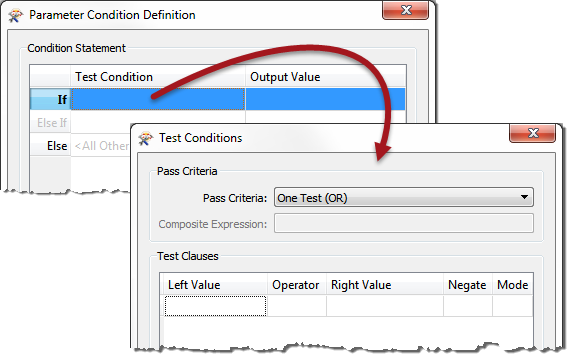 Parameter Condition Definition
Condition Statement
Test Condition Output Value
If
Else If
Else <All Other
Test Conditions
Pass Criteria
Pass Criteria: One Test (OR)
Composite Expression:
Test Clauses
Left Value Operator Right Value Negate Mode